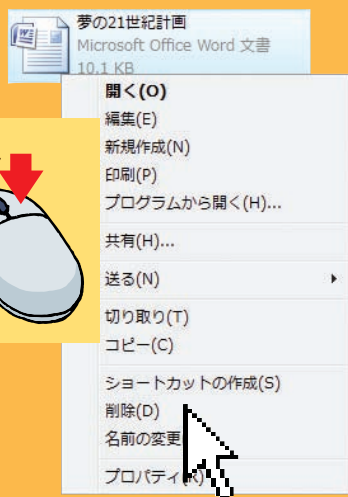 夢の21世紀計画
Microsoft Office Word 文書
10.1 KB
開く(O)
編集(E)
新規作成(N)
印刷(P)
プログラムから開く(H)...
共有(H)...
送る(N)
切り取り(T)
コピー(C)
ショートカットの作成(S)
削除(D)
名前の変更
プロパティ(R)